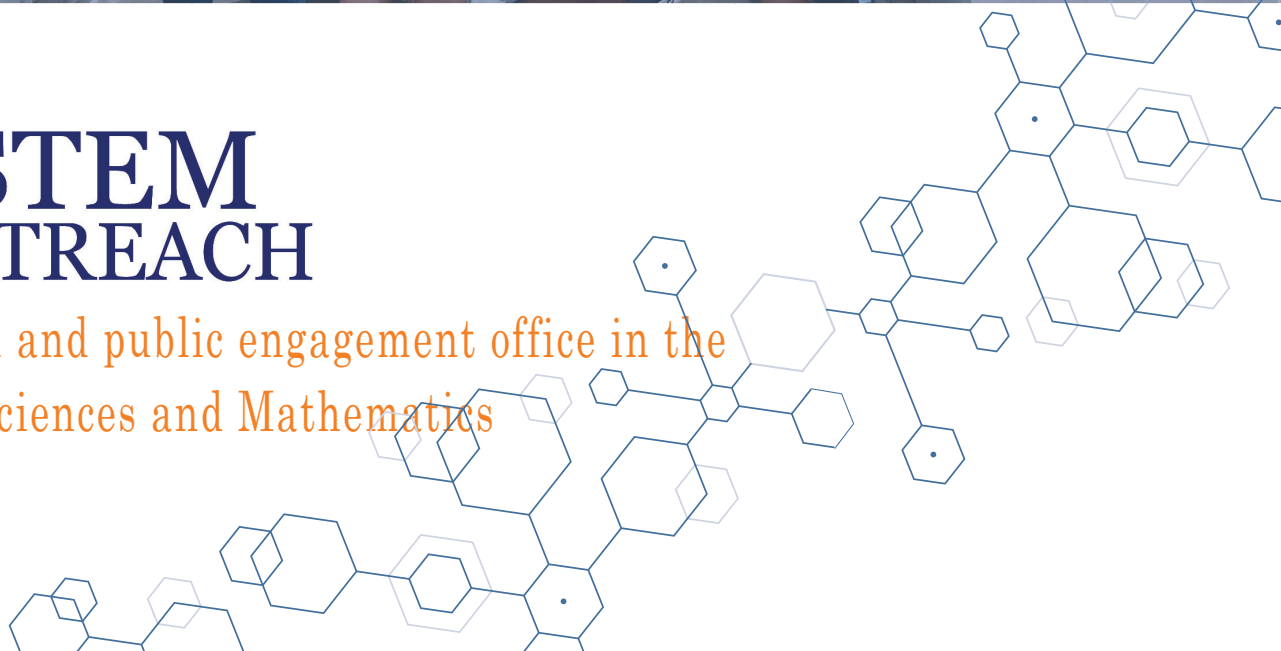 STEM
TREACH
and public engagement office in the
ciences and Mathematics